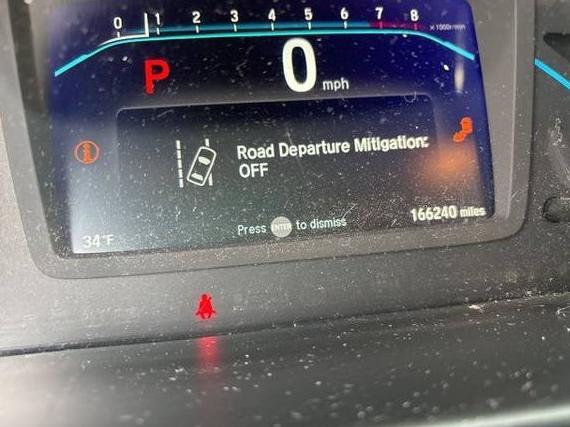 0 1 2 3 4 5 6 7 8 x 1000r/min
P 0 mph
Road Departure Mitigation:
OFF
Press ENTER to dismiss
166240 miles
34°F